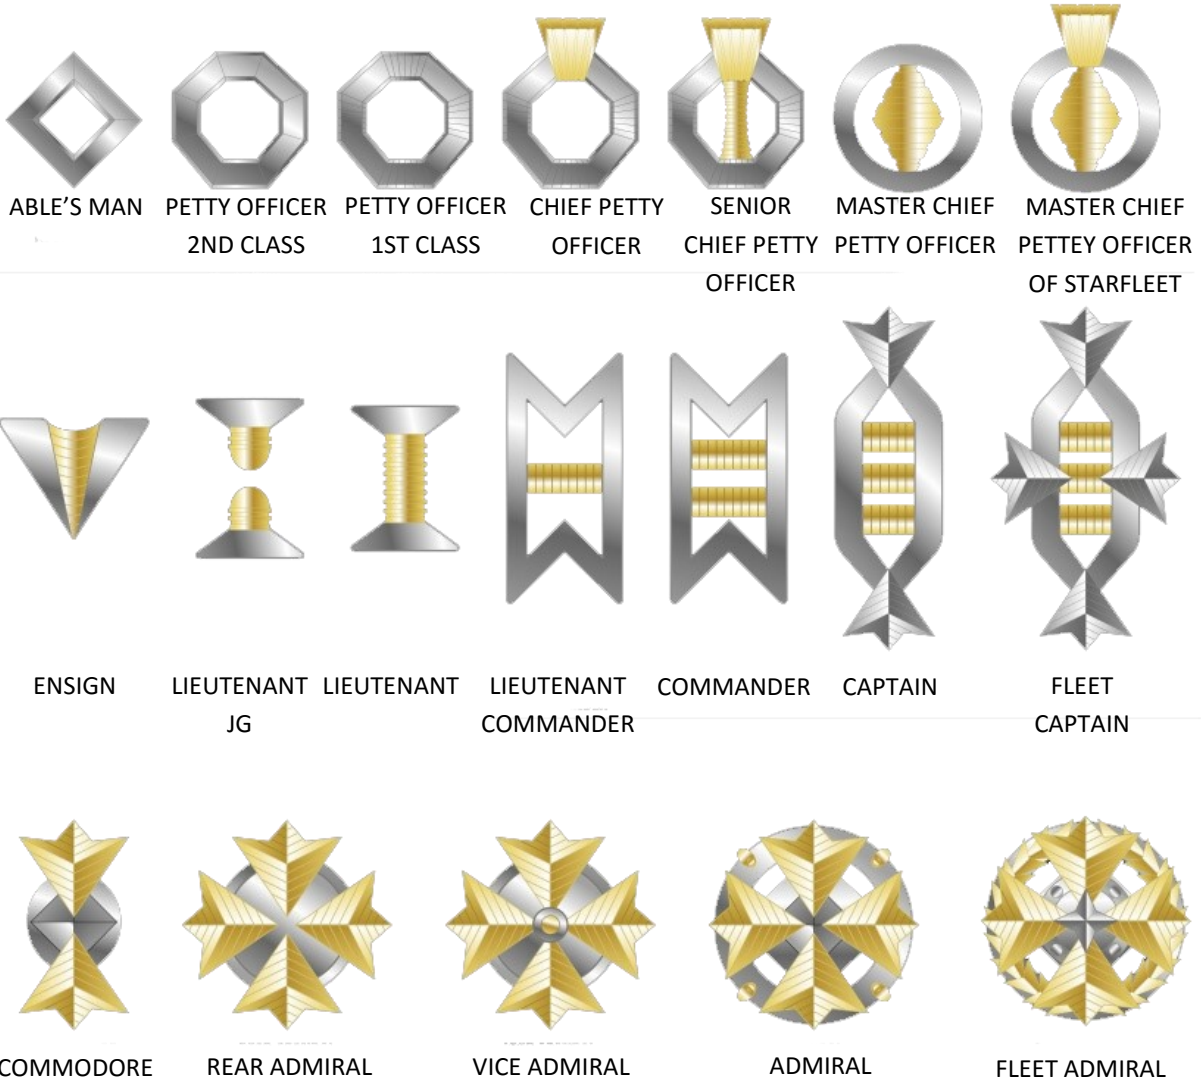 ABLE'S MAN
PETTY OFFICER
2ND CLASS
PETTY OFFICER
1ST CLASS
CHIEF PETTY
OFFICER
SENIOR
CHIEF PETTY
OFFICER
MASTER CHIEF
PETTY OFFICER
MASTER CHIEF
PETTEY OFFICER
OF STARFLEET
ENSIGN
LIEUTENANT
JG
LIEUTENANT
LIEUTENANT
COMMANDER
COMMANDER
CAPTAIN
FLEET
CAPTAIN
COMMODORE
REAR ADMIRAL
VICE ADMIRAL
ADMIRAL
FLEET ADMIRAL